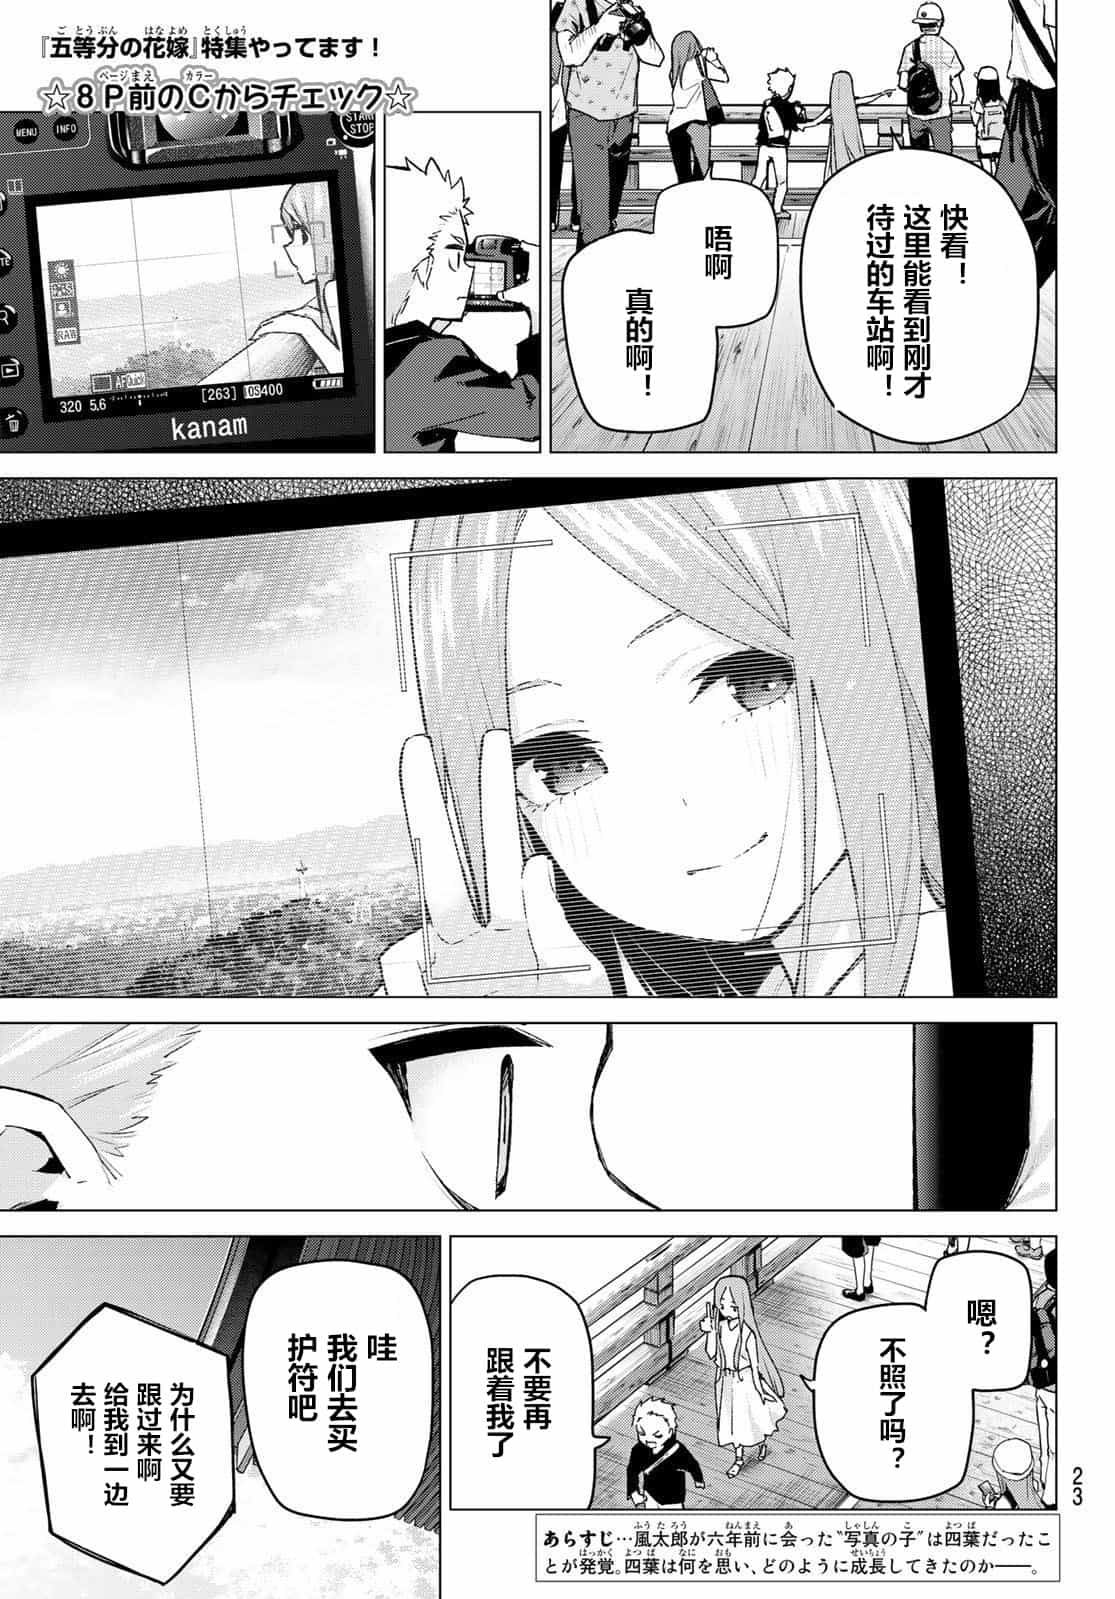 『五等分の花嫁』特集やってます！
☆８Ｐ前のＣからチェック☆
快看！
这里能看到刚才
待过的车站啊！
唔啊
真的啊！
MENU
INFO
START
STOP
RAW
AFQuick
320 5.6 [263] IOS400
kanam
嗯？
不照了吗？
不要再
跟着我了
哇
我们去买
护符吧
为什么又要
跟过来啊
给我到一边
去啊！
あらすじ…風太郎が六年前に会った“写真の子”は四葉だったこ
とが発覚。四葉は何を思い、どのように成長してきたのか――。
23